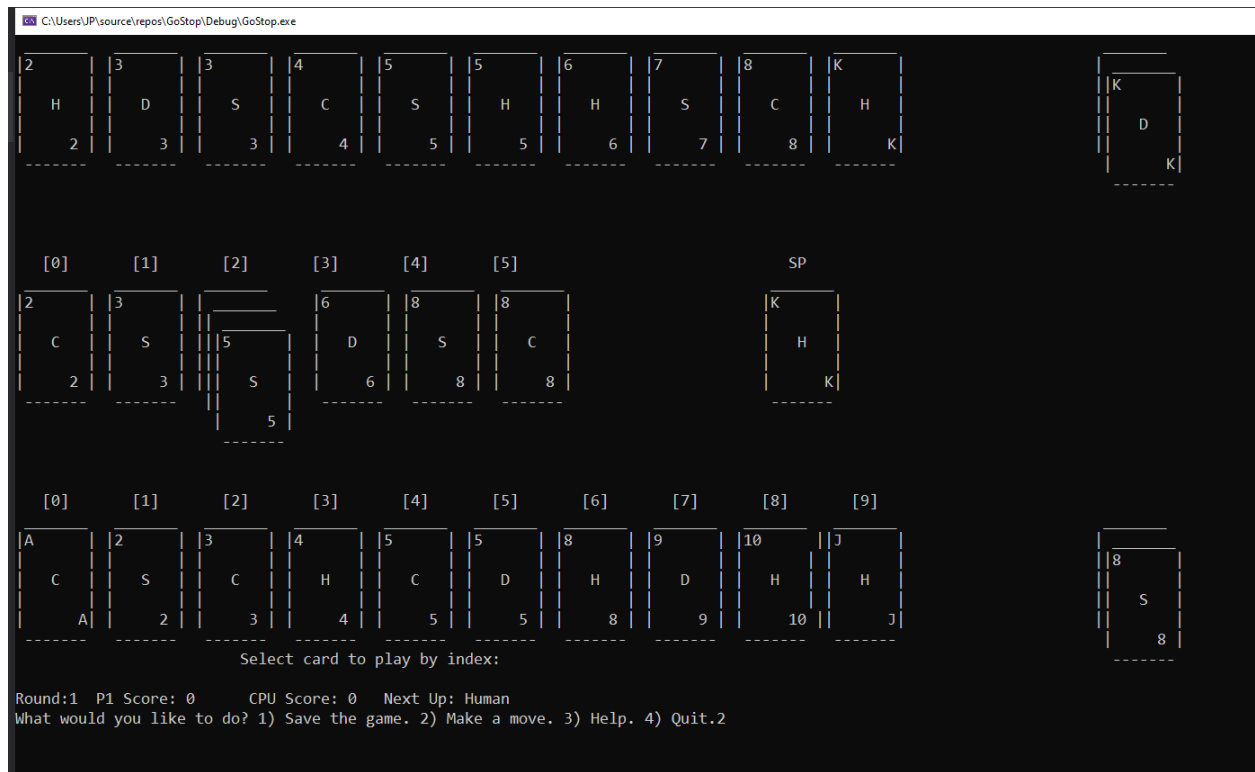 C:\Users\JP\source\repos\GoStop\Debug\GoStop.exe
2 3 3 4 5 5 6 7 8 K
K
H D S C S H H S C H
D
2 3 3 4 5 5 6 7 8 K
K
[0] [1] [2] [3] [4] [5] SP
2 3 6 8 8 K
5
C S D S C H
2 3 S 6 8 8 K
5
[0] [1] [2] [3] [4] [5] [6] [7] [8] [9]
A 2 3 4 5 5 8 9 10 J
8
C S C H C D H D H H
S
A 2 3 4 5 5 8 9 10 J
8
Select card to play by index:
Round:1 P1 Score: 0 CPU Score: 0 Next Up: Human
What would you like to do? 1) Save the game. 2) Make a move. 3) Help. 4) Quit.2